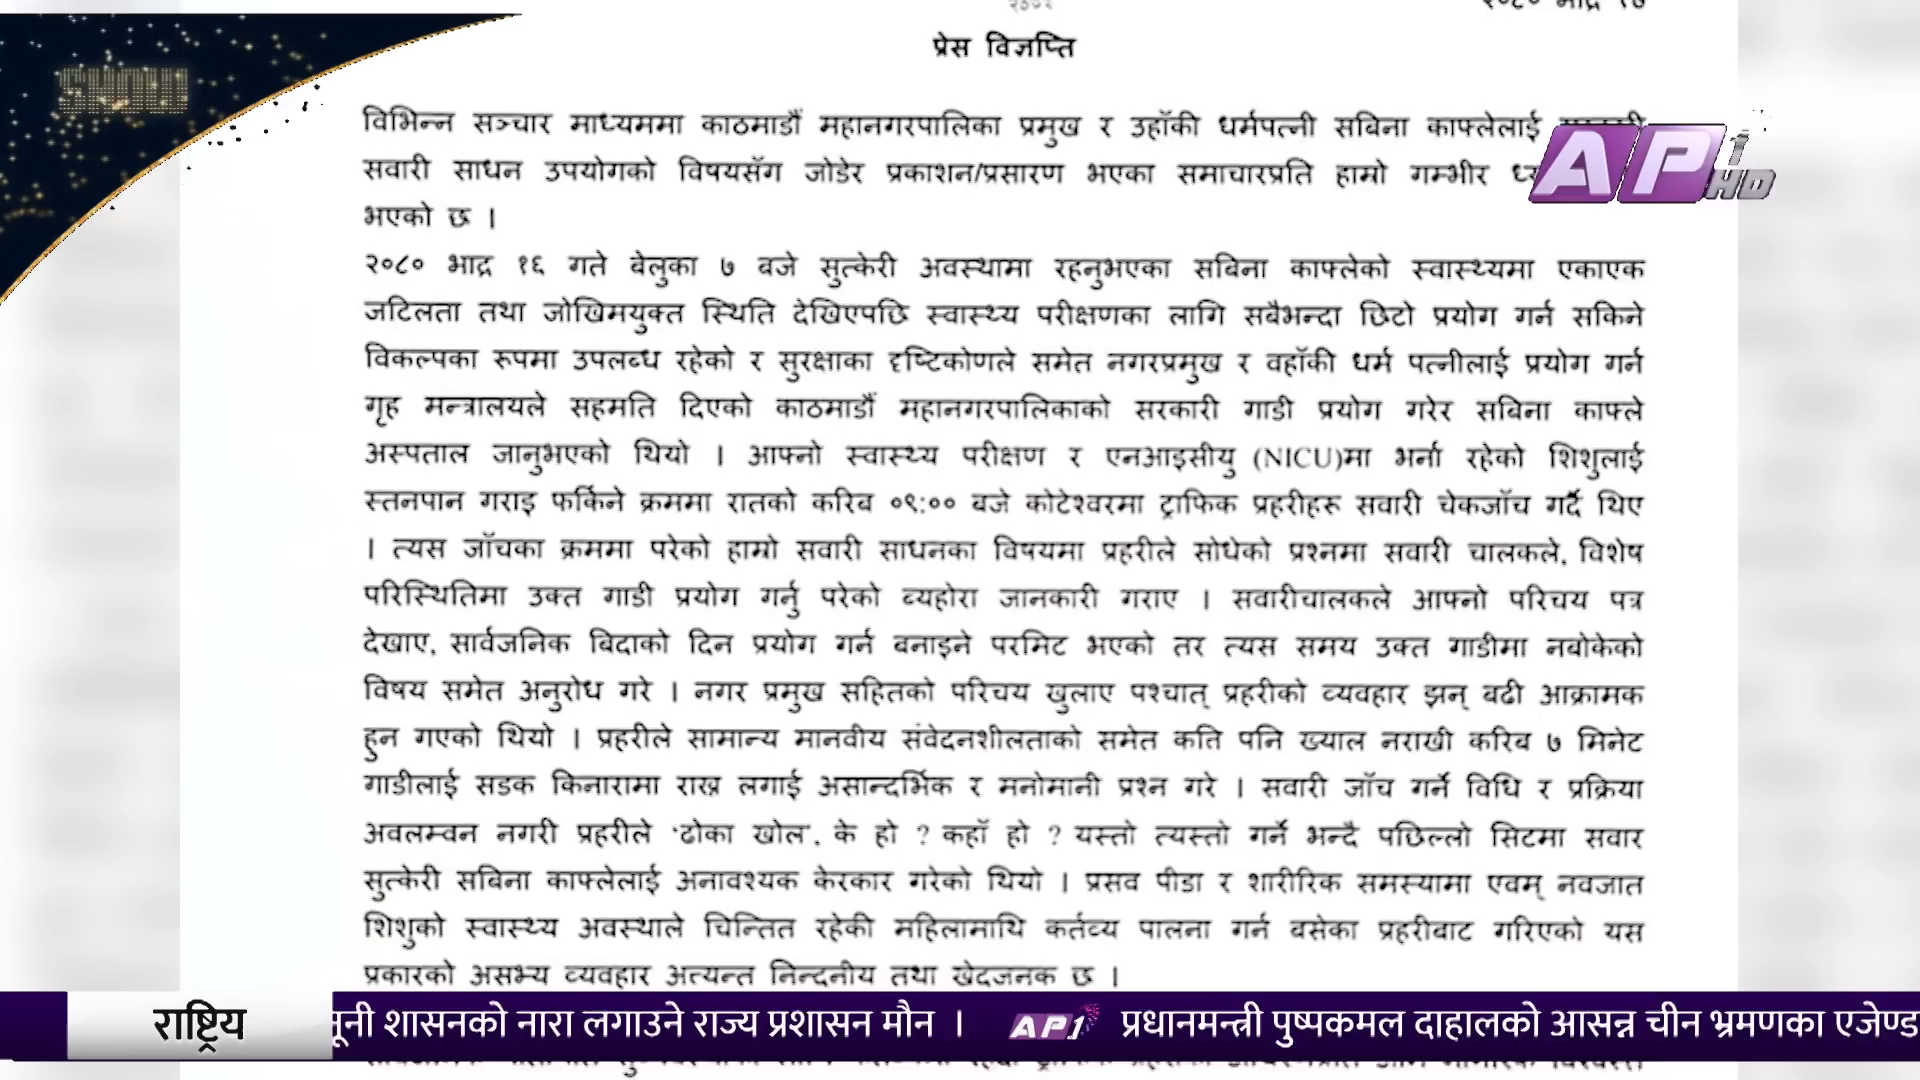 प्रेस विज्ञप्ति
विभिन्न सञ्चार माध्यममा काठमाडौं महानगरपालिका प्रमुख र उहाँकी धर्मपत्नी सबिना काफ्लेलाई
सवारी साधन उपयोगको विषयसँग जोडेर प्रकाशन/प्रसारण भएका समाचारप्रति हाम्रो गम्भीर
भएको छ ।
२०८० भाद्र १६ गते बेलुका ७ बजे सुत्केरी अवस्थामा रहनुभएका सबिना काफ्लेको स्वास्थ्यमा एकाएक
जटिलता तथा जोखिमयुक्त स्थिति देखिएपछि स्वास्थ्य परीक्षणका लागि सबैभन्दा छिटो प्रयोग गर्न सकिने
विकल्पका रूपमा उपलब्ध रहेको र सुरक्षाका दृष्टिकोणले समेत नगरप्रमुख र वहाँकी धर्म पत्नीलाई प्रयोग गर्न
गृह मन्त्रालयले सहमति दिएको काठमाडौं महानगरपालिकाको सरकारी गाडी प्रयोग गरेर सबिना काफ्ले
अस्पताल जानुभएको थियो । आफ्नो स्वास्थ्य परीक्षण र एनआइसीयु (NICU)मा भर्ना रहेको शिशुलाई
स्तनपान गराइ फर्किने क्रममा रातको करिब ०९:०० बजे कोटेश्वरमा ट्राफिक प्रहरीहरू सवारी चेकजाँच गर्दै थिए
। त्यस जाँचका क्रममा परेको हाम्रो सवारी साधनका विषयमा प्रहरीले सोधेको प्रश्नमा सवारी चालकले, विशेष
परिस्थितिमा उक्त गाडी प्रयोग गर्नु परेको व्यहोरा जानकारी गराए । सवारीचालकले आफ्नो परिचय पत्र
देखाए, सार्वजनिक बिदाको दिन प्रयोग गर्न बनाइने परमिट भएको तर त्यस समय उक्त गाडीमा नबोकेको
विषय समेत अनुरोध गरे । नगर प्रमुख सहितको परिचय खुलाए पश्चात् प्रहरीको व्यवहार झन् बढी आक्रामक
हुन गएको थियो । प्रहरीले सामान्य मानवीय संवेदनशीलताको समेत कति पनि ख्याल नराखी करिब ७ मिनेट
गाडीलाई सडक किनारामा राख्न लगाई असान्दर्भिक र मनोमानी प्रश्न गरे । सवारी जाँच गर्ने विधि र प्रक्रिया
अवलम्वन नगरी प्रहरीले 'ढोका खोल', के हो ? कहाँ हो ? यस्तो त्यस्तो गर्ने भन्दै पछिल्लो सिटमा सवार
सुत्केरी सबिना काफ्लेलाई अनावश्यक केरकार गरेको थियो । प्रसव पीडा र शारीरिक समस्यामा एवम् नवजात
शिशुको स्वास्थ्य अवस्थाले चिन्तित रहेकी महिलामाथि कर्तव्य पालना गर्न बसेका प्रहरीबाट गरिएको यस
प्रकारको असभ्य व्यवहार अत्यन्त निन्दनीय तथा खेदजनक छ ।
AP1 HD
राष्ट्रिय
शासनको नारा लगाउने राज्य प्रशासन मौन । AP1 प्रधानमन्त्री पुष्पकमल दाहालको आसन्न चीन भ्रमणका